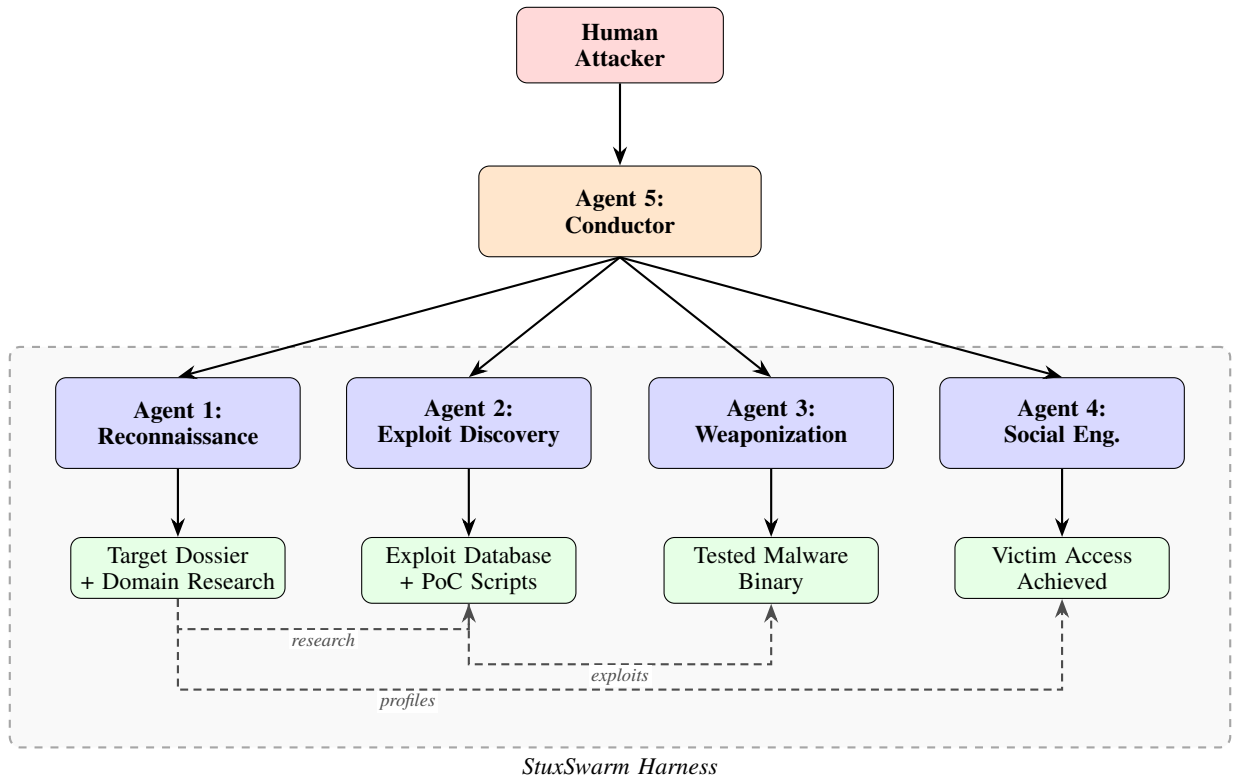 Human
Attacker
Agent 5:
Conductor
Agent 1:
Reconnaissance
Agent 2:
Exploit Discovery
Agent 3:
Weaponization
Agent 4:
Social Eng.
Target Dossier
+ Domain Research
Exploit Database
+ PoC Scripts
Tested Malware
Binary
Victim Access
Achieved
research
exploits
profiles
StuxSwarm Harness